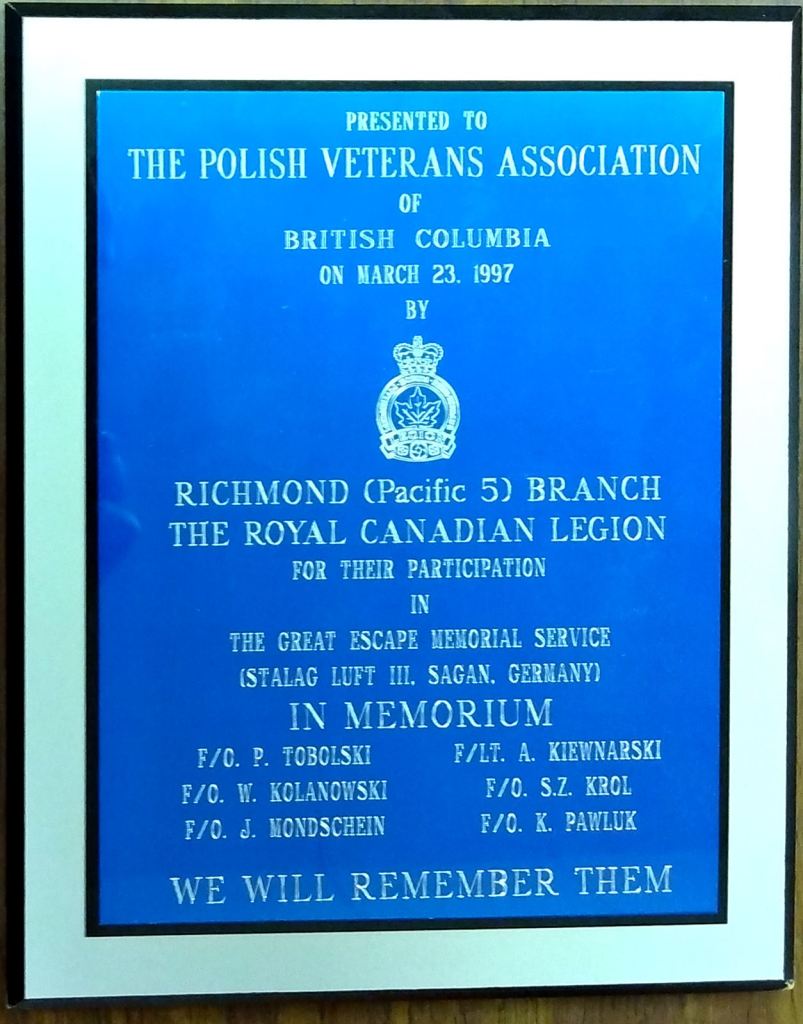 PRESENTED TO
THE POLISH VETERANS ASSOCIATION
OF
BRITISH COLUMBIA
ON MARCH 23. 1997
BY
LEGION
RICHMOND (Pacific 5) BRANCH
THE ROYAL CANADIAN LEGION
FOR THEIR PARTICIPATION
IN
THE GREAT ESCAPE MEMORIAL SERVICE
(STALAG LUFT III. SAGAN. GERMANY)
IN MEMORIUM
F/O. P. TOBOLSKI F/LT. A. KIEWNARSKI
F/O. W. KOLANOWSKI F/O. S.Z. KROL
F/O. J. MONDSCHEIN F/O. K. PAWLUK
WE WILL REMEMBER THEM